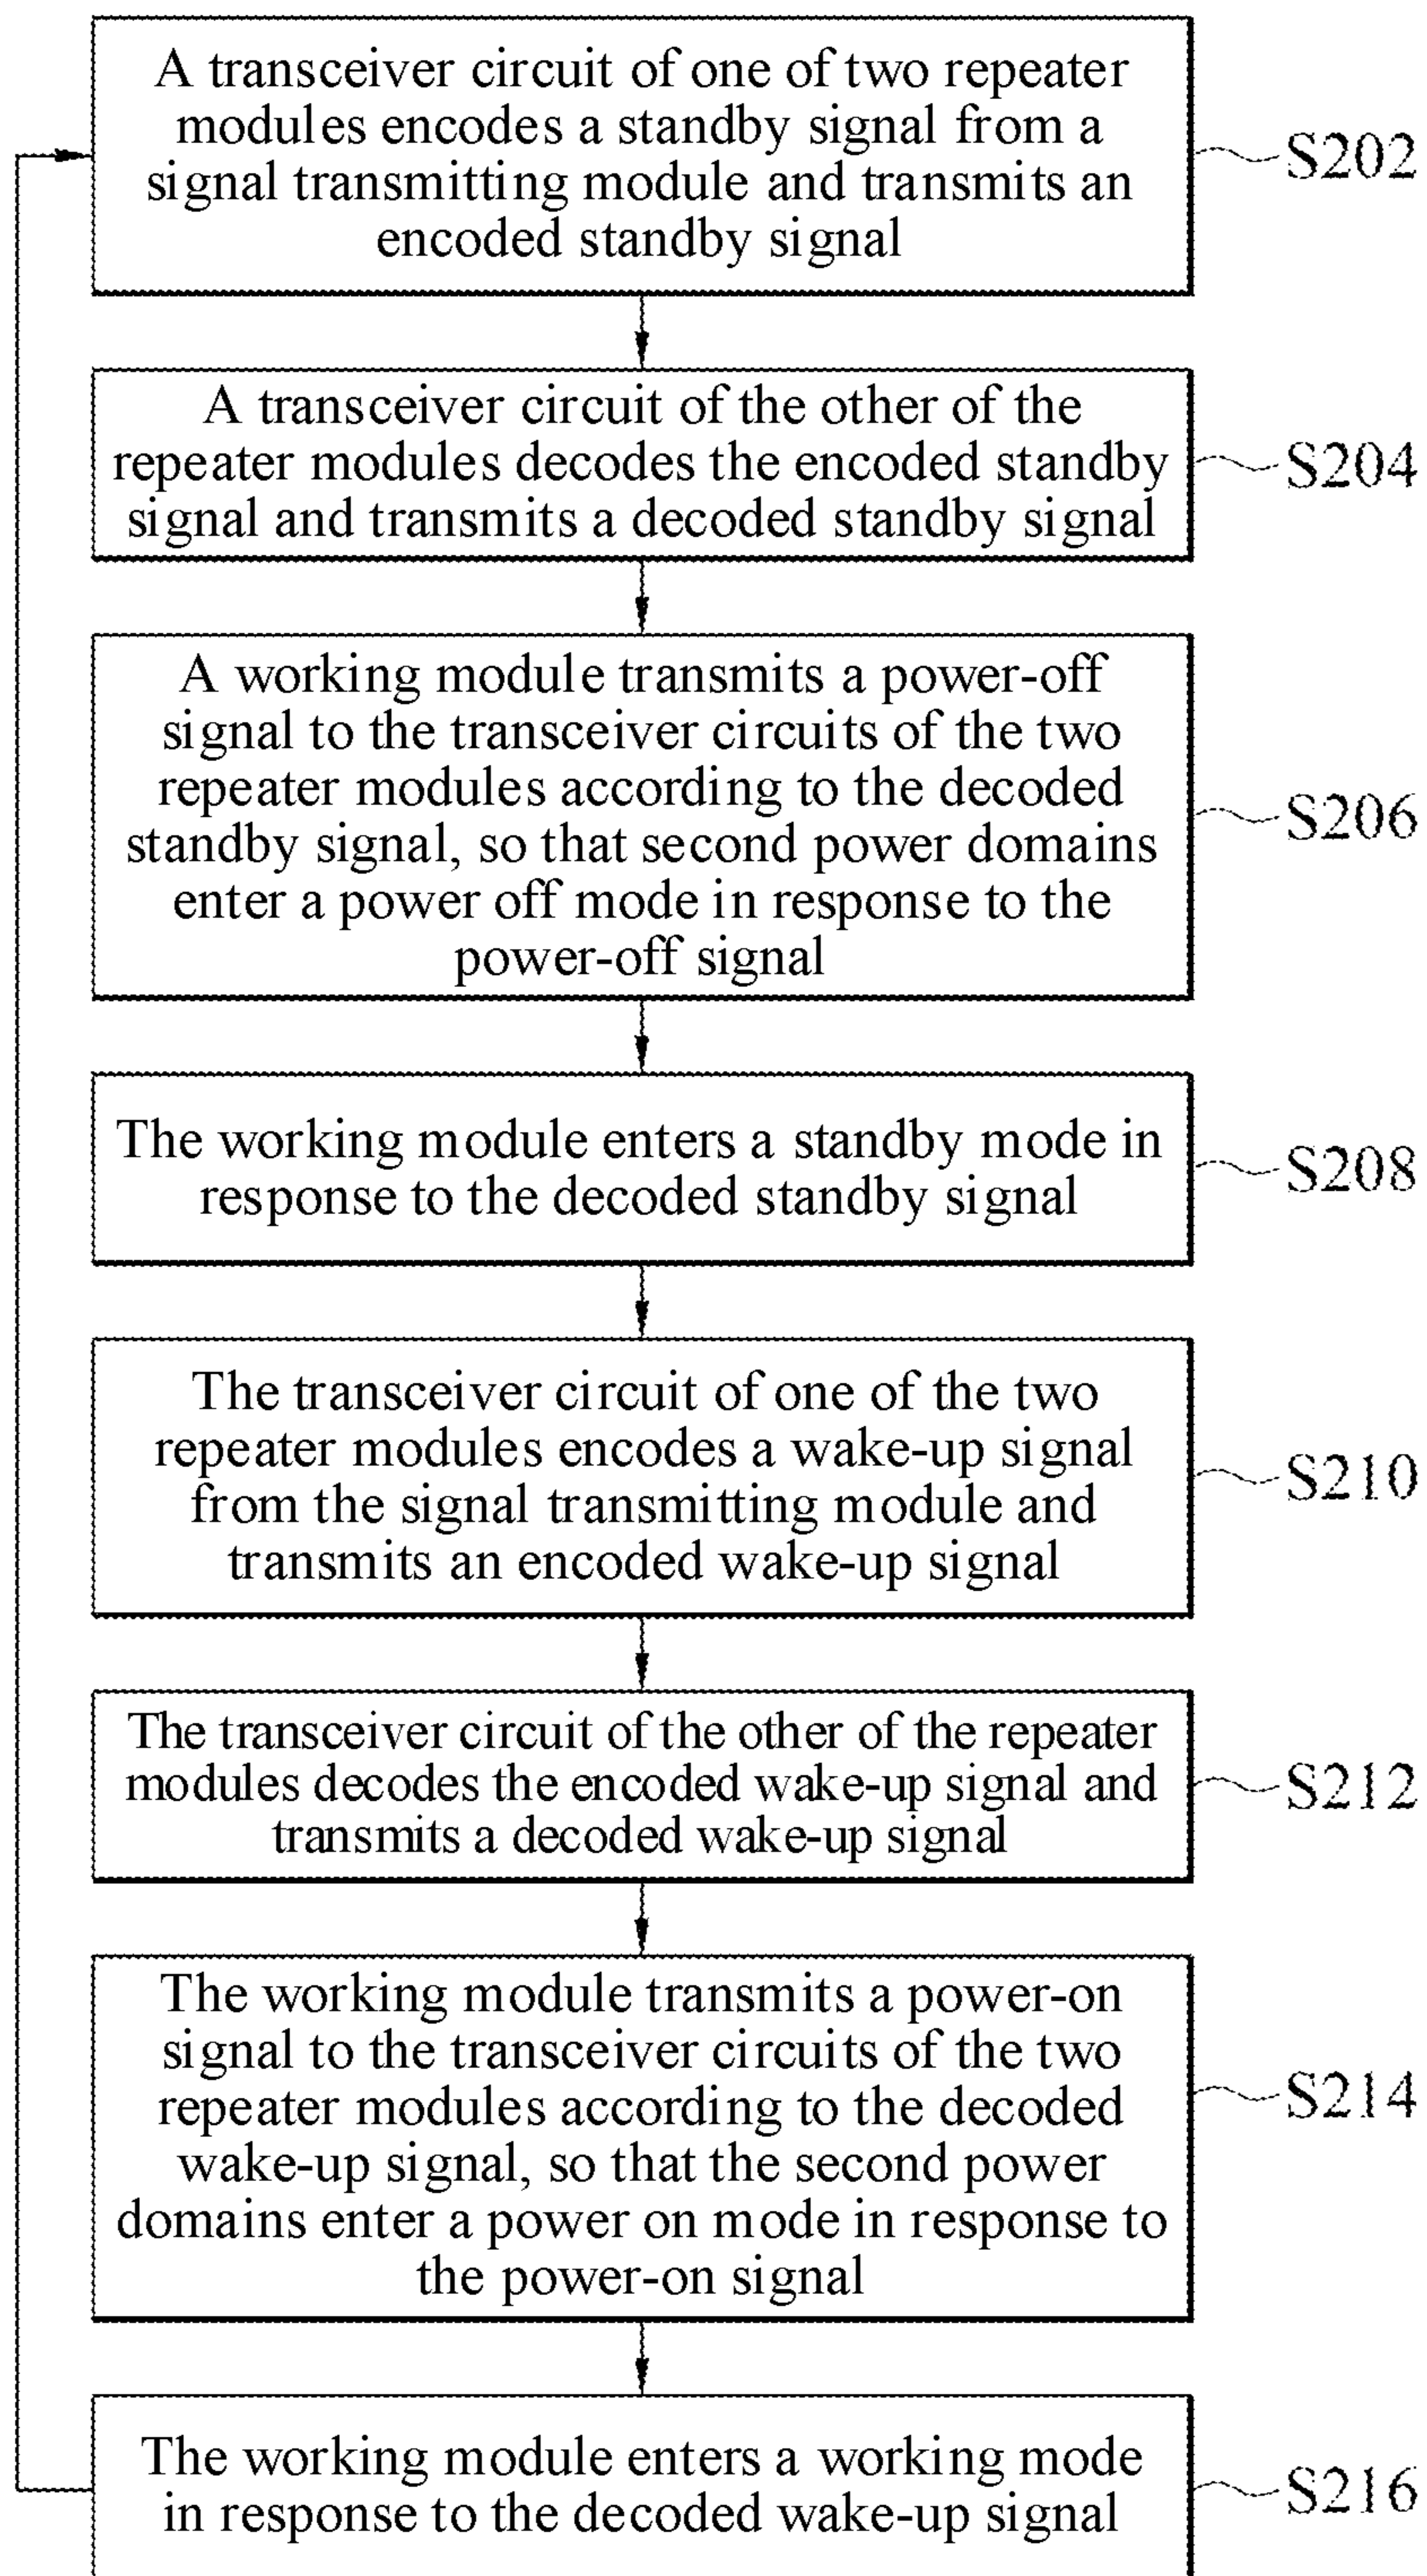 A transceiver circuit of one of two repeater
modules encodes a standby signal from a
signal transmitting module and transmits an
encoded standby signal
S202
A transceiver circuit of the other of the
repeater modules decodes the encoded standby
signal and transmits a decoded standby signal
S204
A working module transmits a power-off
signal to the transceiver circuits of the two
repeater modules according to the decoded
standby signal, so that second power domains
enter a power off mode in response to the
power-off signal
S206
The working module enters a standby mode in
response to the decoded standby signal
S208
The transceiver circuit of one of the two
repeater modules encodes a wake-up signal
from the signal transmitting module and
transmits an encoded wake-up signal
S210
The transceiver circuit of the other of the repeater
modules decodes the encoded wake-up signal and
transmits a decoded wake-up signal
S212
The working module transmits a power-on
signal to the transceiver circuits of the two
repeater modules according to the decoded
wake-up signal, so that the second power
domains enter a power on mode in response to
the power-on signal
S214
The working module enters a working mode
in response to the decoded wake-up signal
S216